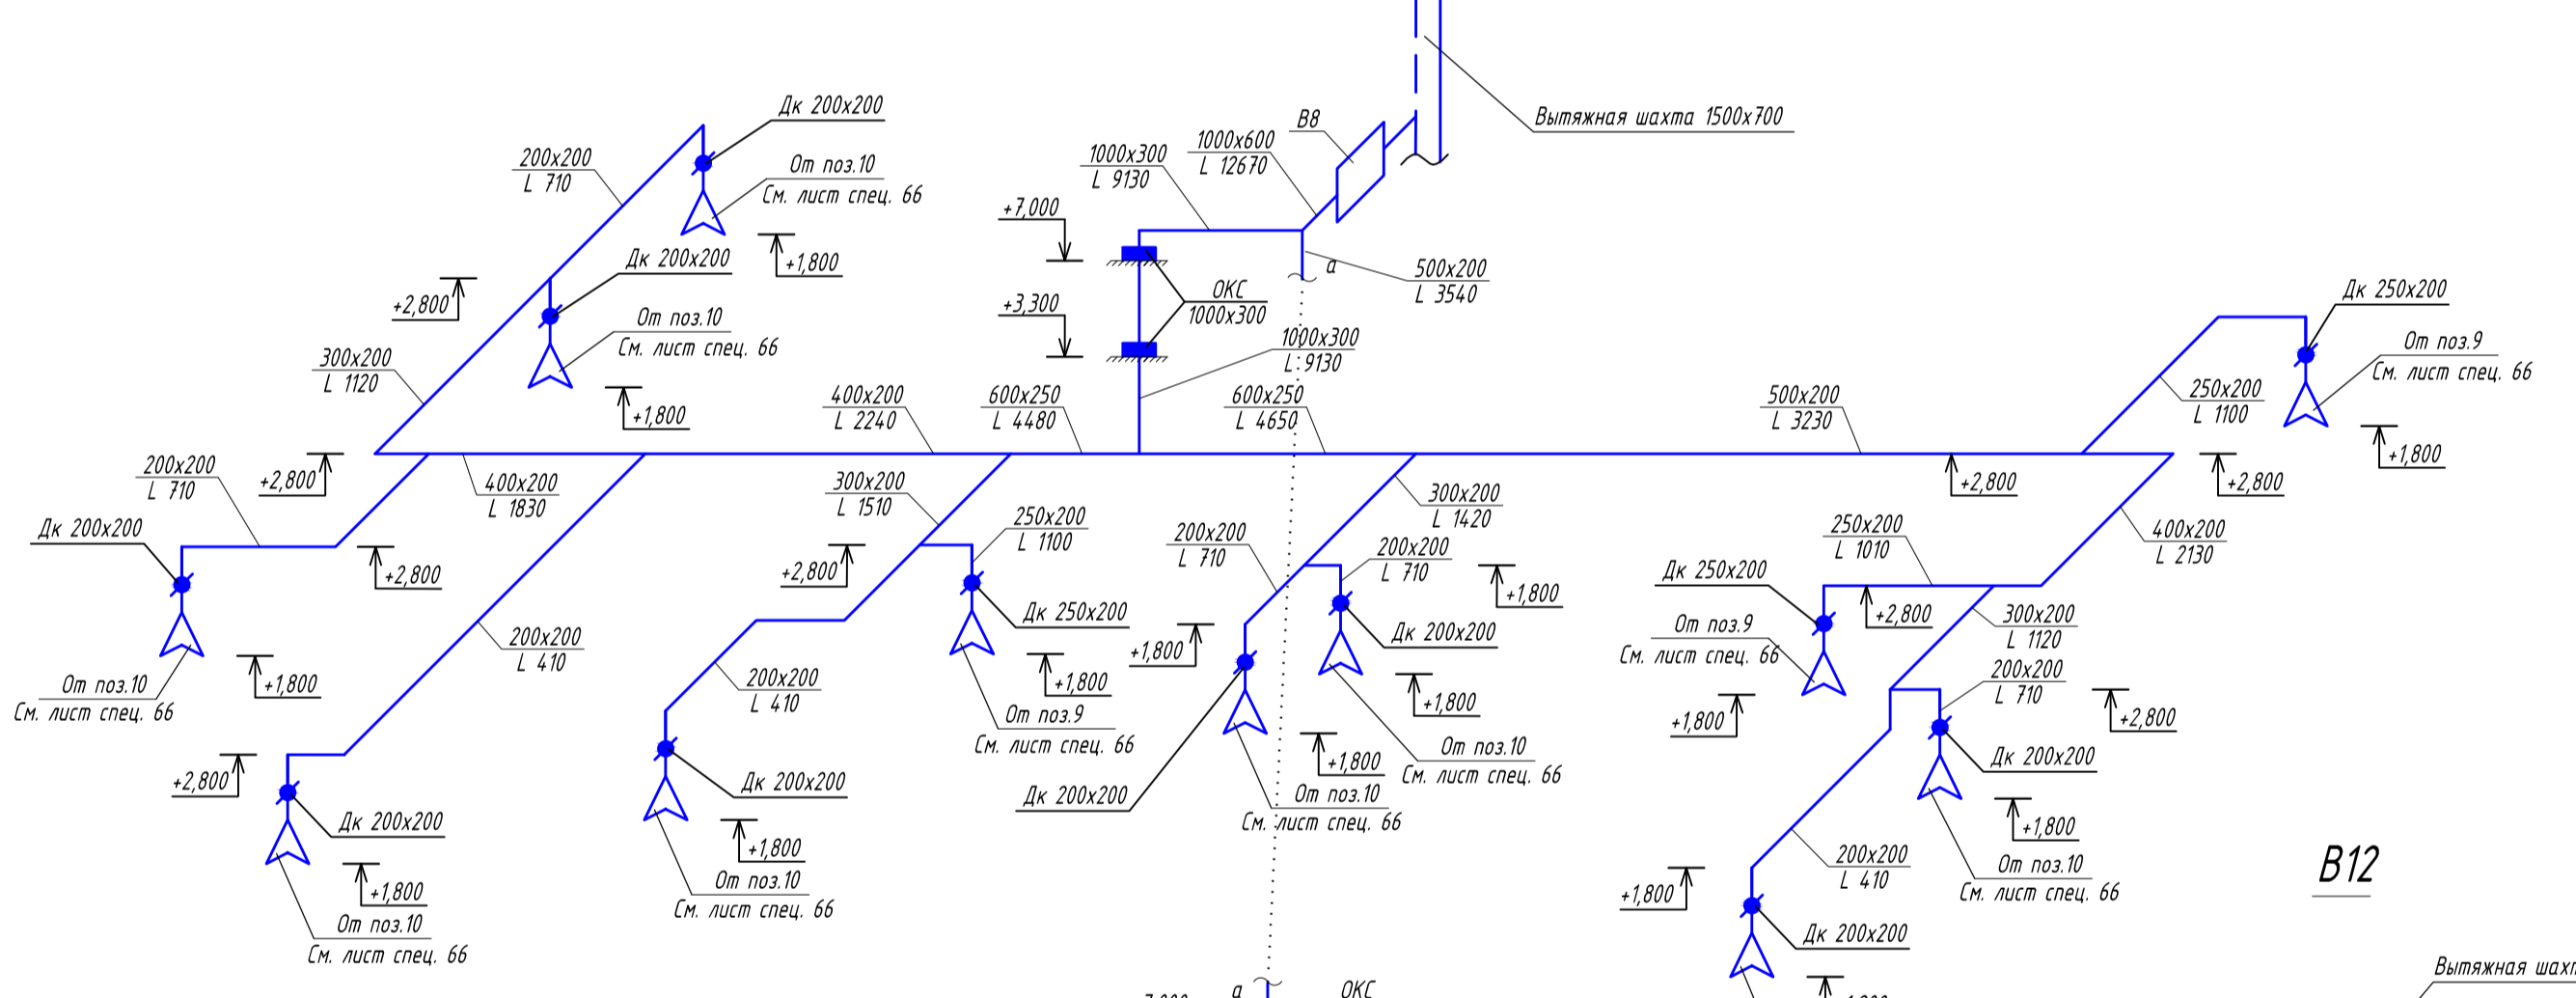 Дк 200х200
200х200
L 710
От поз.10
См. лист спец. 66
+1,800
Дк 200х200
+2,800
От поз.10
См. лист спец. 66
+1,800
300х200
L 1120
В8
Вытяжная шахта 1500х700
1000х600
L 12670
1000х300
L 9130
+7,000
+3,300
ОКС
1000х300
а
500х200
L 3540
1000х300
L 9130
Дк 250х200
От поз.9
См. лист спец. 66
250х200
L 1100
+1,800
400х200
L 2240
600х250
L 4480
600х250
L 4650
500х200
L 3230
200х200
L 710
+2,800
400х200
L 1830
300х200
L 1510
250х200
L 1100
300х200
L 1420
+2,800
+2,800
Дк 200х200
+2,800
+2,800
200х200
L 710
200х200
L 710
+1,800
250х200
L 1010
400х200
L 2130
Дк 250х200
+2,800
От поз.9
См. лист спец. 66
300х200
L 1120
Дк 250х200
Дк 200х200
+1,800
200х200
L 410
От поз.10
См. лист спец. 66
+1,800
200х200
L 410
+1,800
От поз.9
См. лист спец. 66
+1,800
+1,800
200х200
L 710
+2,800
+2,800
Дк 200х200
Дк 200х200
Дк 200х200
От поз.10
См. лист спец. 66
+1,800
От поз.10
См. лист спец. 66
Дк 200х200
+1,800
+1,800
От поз.10
См. лист спец. 66
+1,800
От поз.10
См. лист спец. 66
200х200
L 410
+1,800
От поз.10
См. лист спец. 66
В12
Дк 200х200
Вытяжная
а
ОКС